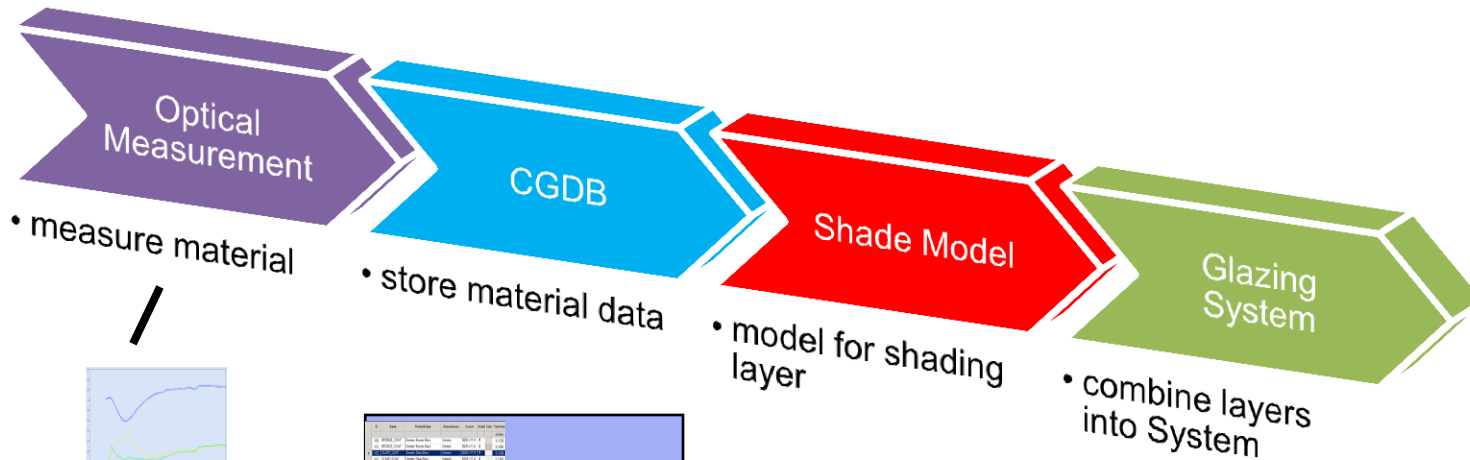 Optical
Measurement
CGDB
Shade Model
Glazing
System
• measure material
• store material data
• model for shading
layer
• combine layers
into System